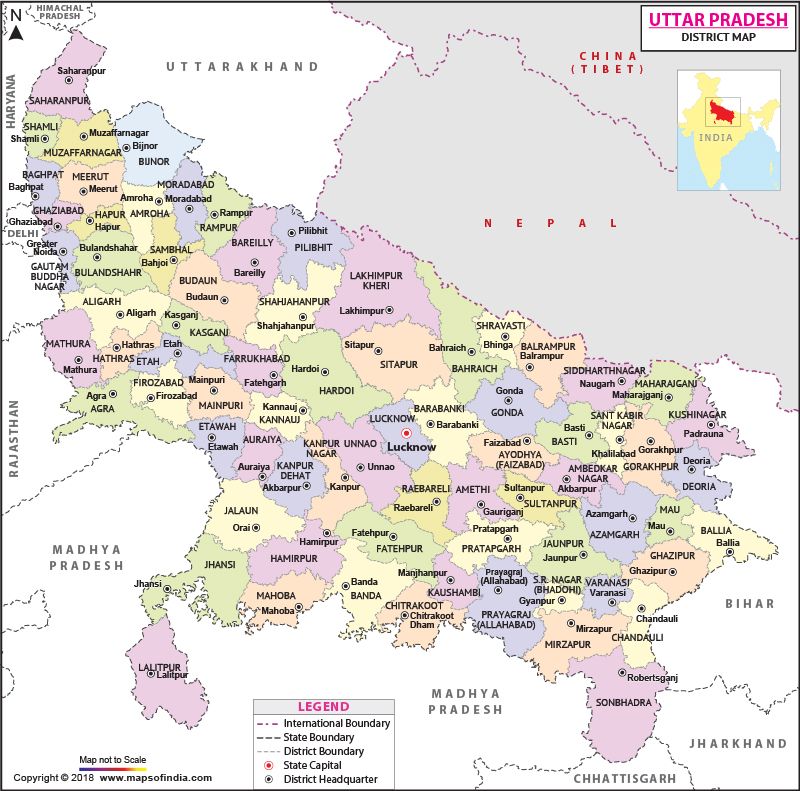 N
HIMACHAL
PRADESH
UTTAR PRADESH
DISTRICT MAP
UTTARAKHAND
CHINA
(TIBET)
INDIA
HARYANA
Saharanpur
SAHARANPUR
SHAMLI
Shamli
Muzaffarnagar
MUZAFFARNAGAR
Bijnor
BIJNOR
BAGHPAT
Baghpat
MEERUT
Meerut
MORADABAD
Moradabad
Amroha
AMROHA
GHAZIABAD
Ghaziabad
HAPUR
Hapur
Rampur
RAMPUR
DELHI
Greater
Noida
GAUTAM
BUDDHA
NAGAR
Bulandshahar
BULANDSHAHR
SAMBHAL
Bahjoi
BAREILLY
Bareilly
Pilibhit
PILIBHIT
NEPAL
BUDAUN
Budaun
LAKHIMPUR
KHERI
Lakhimpur
ALIGARH
Aligarh
Kasganj
KASGANJ
SHAHJAHANPUR
Shahjahanpur
MATHURA
Mathura
Hathras
HATHRAS
Etah
ETAH
FARRUKHABAD
Fatehgarh
Hardoi
HARDOI
Sitapur
SITAPUR
Bahraich
BAHRAICH
SHRAVASTI
Bhinga
BALRAMPUR
Balrampur
SIDDHARTHNAGAR
Naugarh
MAHARAJGANJ
Maharajganj
KUSHINAGAR
Padrauna
RAJASTHAN
Agra
AGRA
FIROZABAD
Firozabad
Mainpuri
MAINPURI
Kannauj
KANNAUJ
LUCKNOW
Lucknow
BARABANKI
Barabanki
Gonda
GONDA
Basti
BASTI
SANT KABIR
NAGAR
Khalilabad
Gorakhpur
GORAKHPUR
Deoria
DEORIA
ETAWAH
Etawah
AURAIYA
Auraiya
KANPUR
DEHAT
Akbarpur
KANPUR
NAGAR
Kanpur
UNNAO
Unnao
Faizabad
AYODHYA
(FAIZABAD)
AMBEDKAR
NAGAR
Akbarpur
RAEBARELI
Raebareli
AMETHI
Gauriganj
Sultanpur
SULTANPUR
Azamgarh
AZAMGARH
MAU
Mau
BALLIA
Ballia
JALAUN
Orai
Hamirpur
HAMIRPUR
Fatehpur
FATEHPUR
Pratapgarh
PRATAPGARH
JAUNPUR
Jaunpur
GHAZIPUR
Ghazipur
MADHYA
PRADESH
JHANSI
Jhansi
MAHOBA
Mahoba
Banda
BANDA
Manjhanpur
KAUSHAMBI
CHITRAKOOT
Chitrakoot
Dham
Prayagraj
(Allahabad)
PRAYAGRAJ
(ALLAHABAD)
S.R. NAGAR
(BHADOHI)
Gyanpur
VARANASI
Varanasi
Chandauli
CHANDAULI
BIHAR
Mirzapur
MIRZAPUR
LALITPUR
Lalitpur
Robertsganj
SONBHADRA
MADHYA
PRADESH
JHARKHAND
CHHATTISGARH
LEGEND
International Boundary
State Boundary
District Boundary
State Capital
District Headquarter
Map not to Scale
Copyright © 2018 www.mapsofindia.com